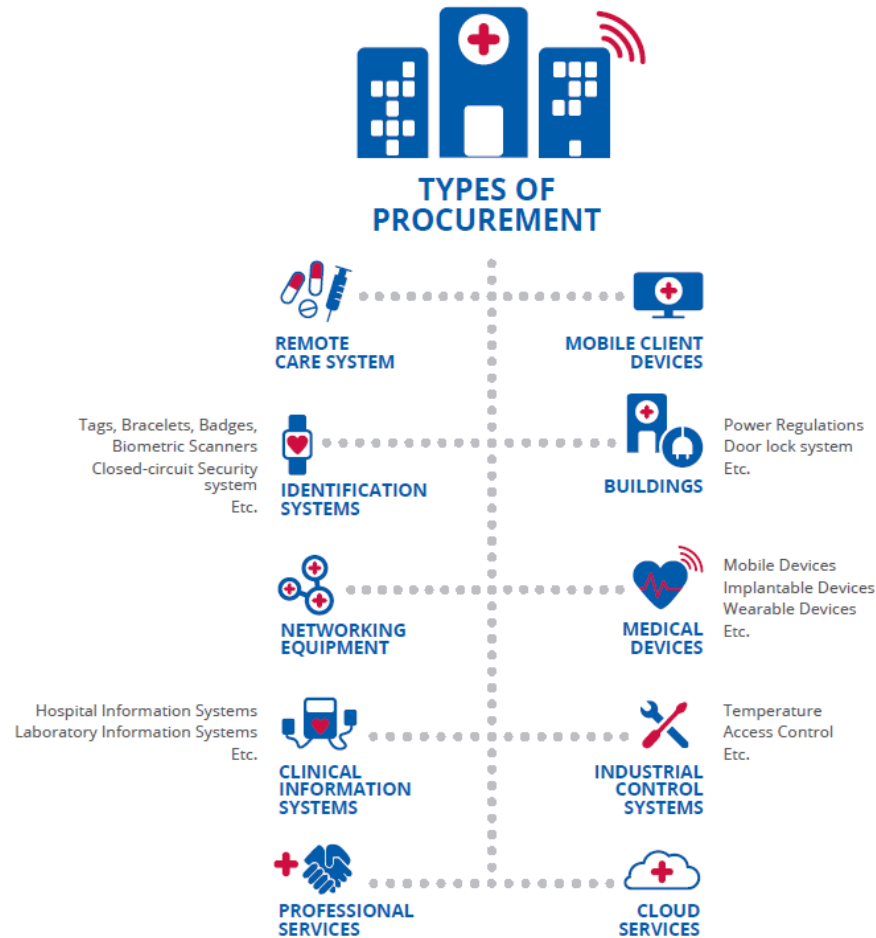 TYPES OF
PROCUREMENT
REMOTE
CARE SYSTEM
MOBILE CLIENT
DEVICES
Tags, Bracelets, Badges,
Biometric Scanners
Closed-circuit Security
system
Etc.
IDENTIFICATION
SYSTEMS
BUILDINGS
Power Regulations
Door lock system
Etc.
NETWORKING
EQUIPMENT
MEDICAL
DEVICES
Mobile Devices
Implantable Devices
Wearable Devices
Etc.
Hospital Information Systems
Laboratory Information Systems
Etc.
CLINICAL
INFORMATION
SYSTEMS
INDUSTRIAL
CONTROL
SYSTEMS
Temperature
Access Control
Etc.
PROFESSIONAL
SERVICES
CLOUD
SERVICES